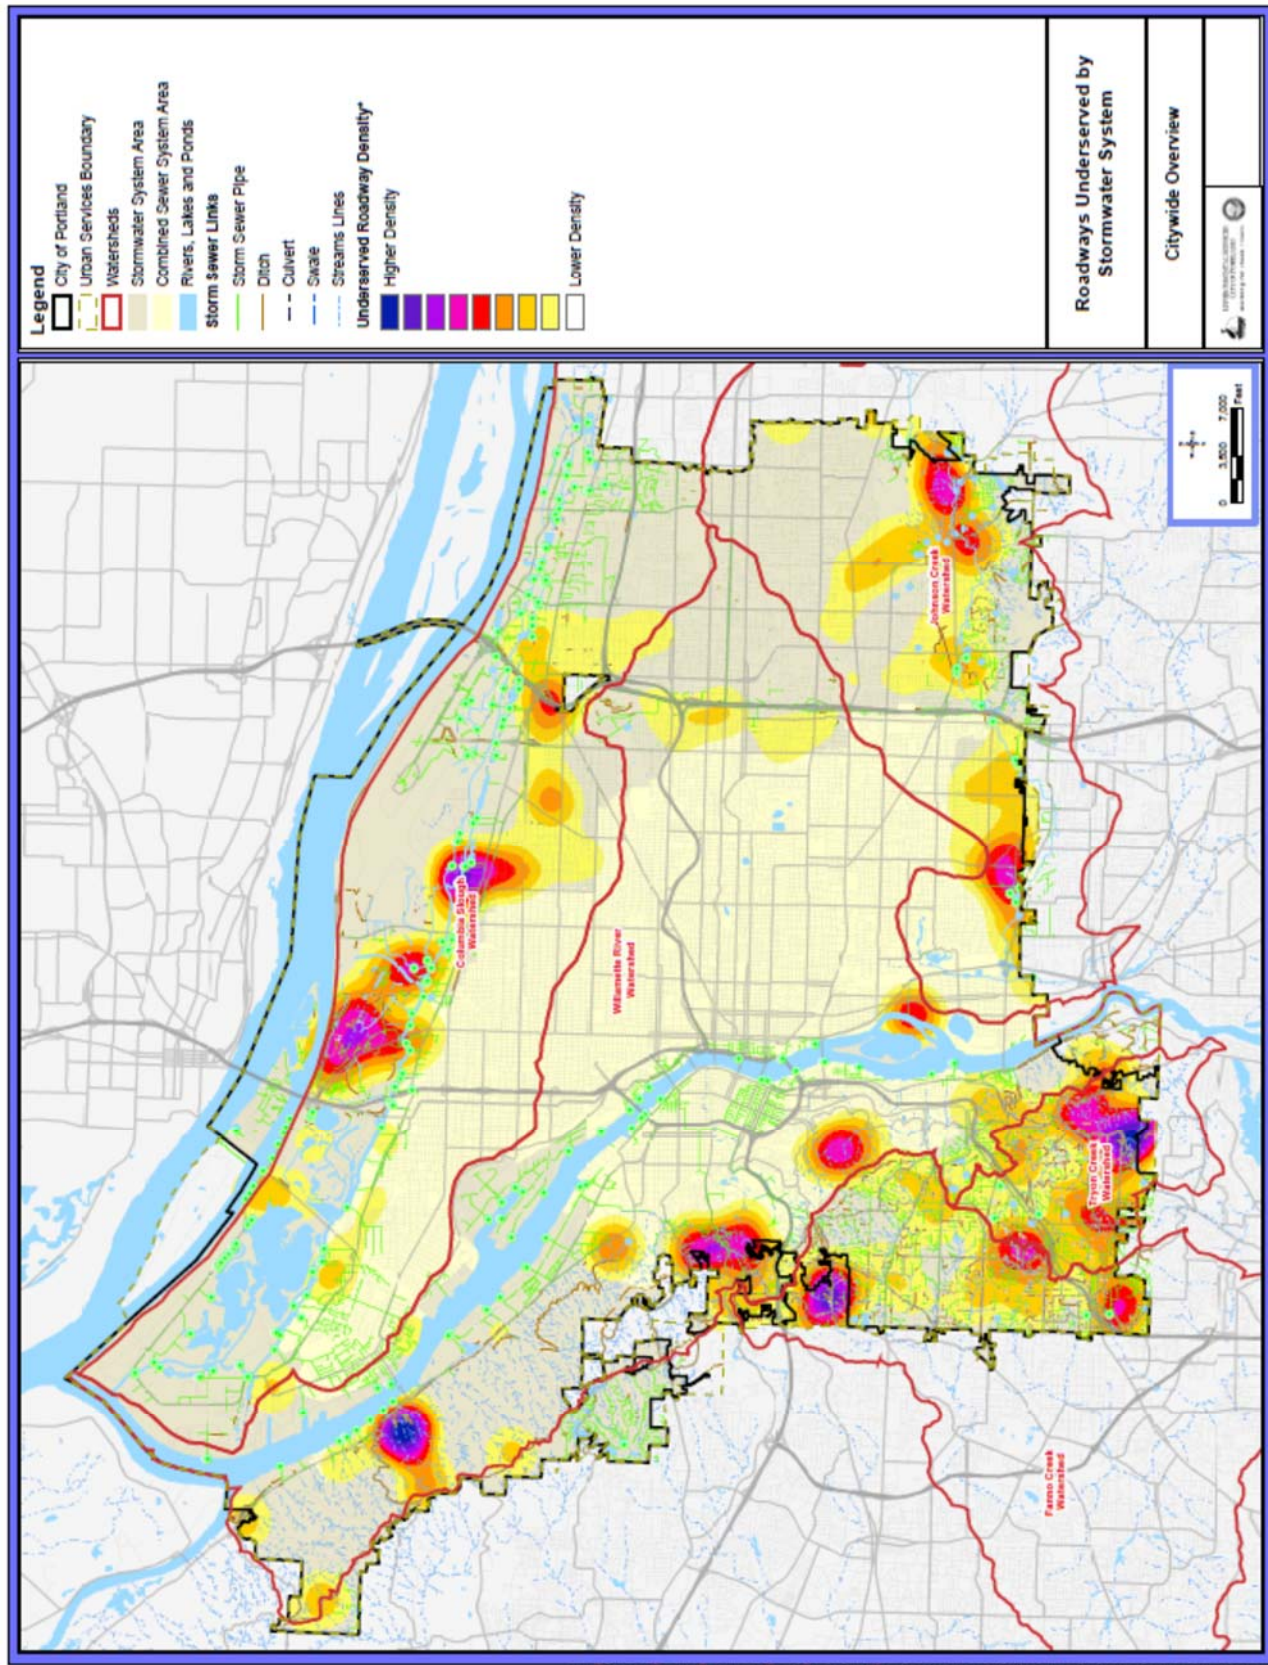 Legend
City of Portland
Urban Services Boundary
Watersheds
Stormwater System Area
Combined Sewer System Area
Rivers, Lakes and Ponds
Storm Sewer Links
Storm Sewer Pipe
Ditch
Culvert
Swale
Streams Lines
Underserved Roadway Density*
Higher Density
Lower Density
Roadways Underserved by
Stormwater System
Citywide Overview
Columbia Slough
Watershed
Willamette River
Watershed
Johnson Creek
Watershed
Tryon Creek
Watershed
Fanno Creek
Watershed
0 3,500 7,000
Feet